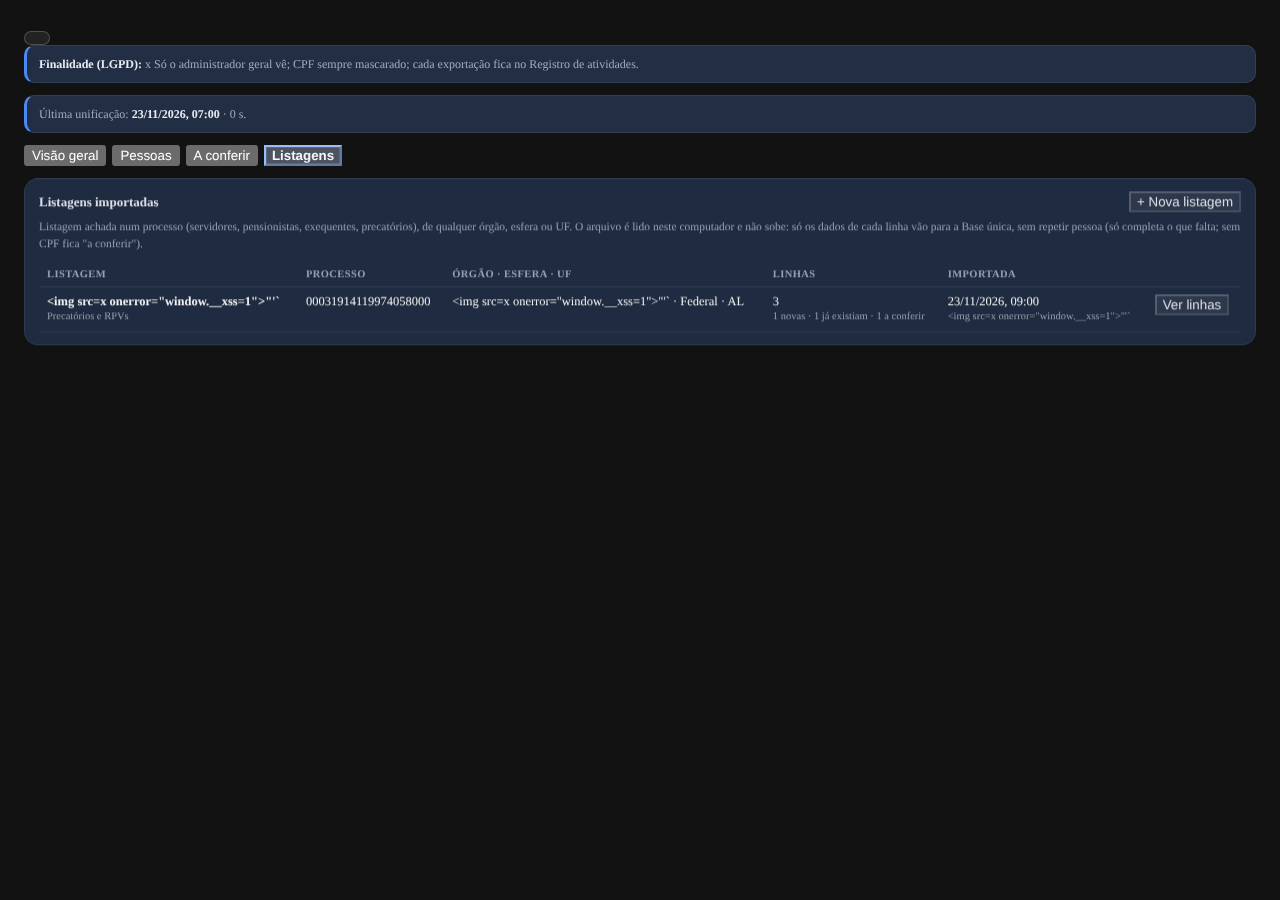 Finalidade (LGPD): x Só o administrador geral vê; CPF sempre mascarado; cada exportação fica no Registro de atividades.
Última unificação: 23/11/2026, 07:00 · 0 s.
Visão geral Pessoas A conferir Listagens
Listagens importadas
+ Nova listagem
Listagem achada num processo (servidores, pensionistas, exequentes, precatórios), de qualquer órgão, esfera ou UF. O arquivo é lido neste computador e não sobe: só os dados de cada linha vão para a Base única, sem repetir pessoa (só completa o que falta; sem
CPF fica "a conferir").
LISTAGEM PROCESSO ÓRGÃO · ESFERA · UF LINHAS IMPORTADA
<img src=x onerror="window.__xss=1">"'` 00031914119974058000 <img src=x onerror="window.__xss=1">"'` · Federal · AL 3 23/11/2026, 09:00 Ver linhas
Precatórios e RPVs 1 novas · 1 já existiam · 1 a conferir <img src=x onerror="window.__xss=1">"'`